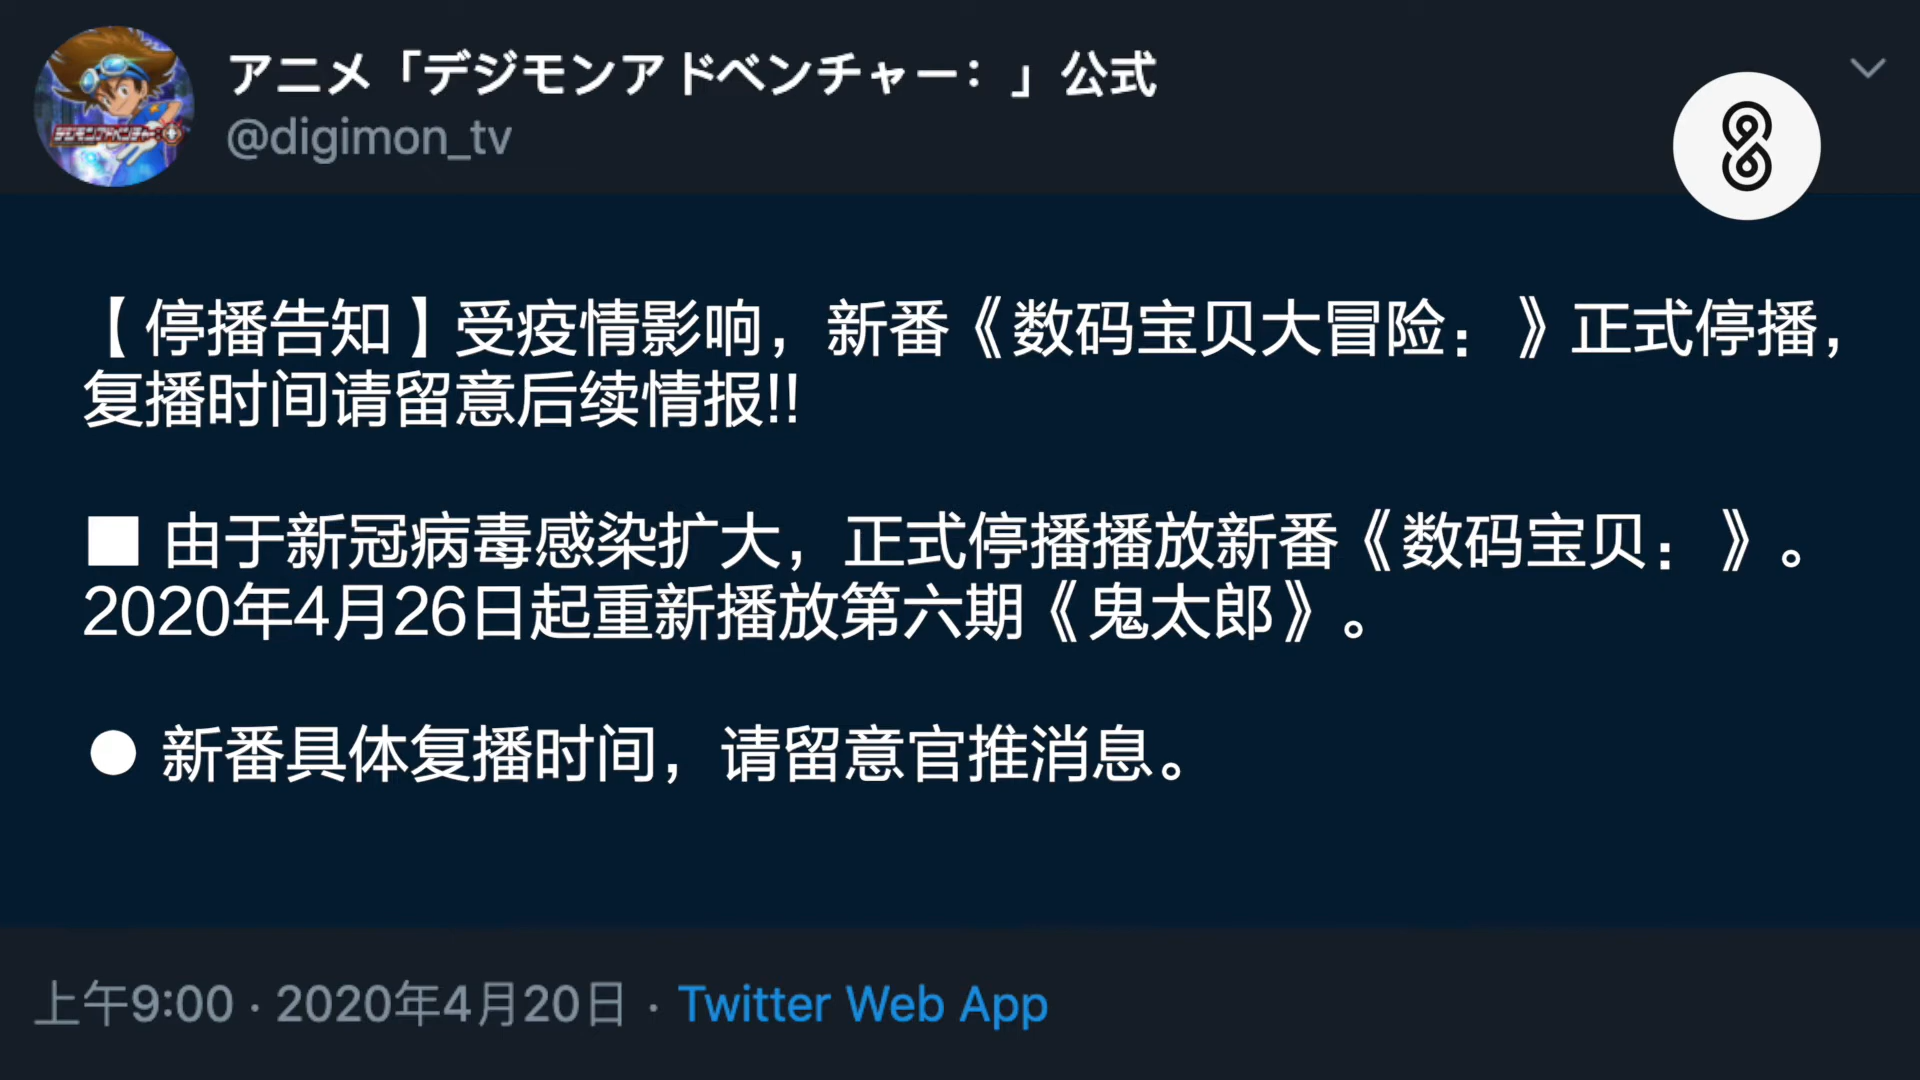 アニメ「デジモンアドベンチャー：」公式
@digimon_tv
【停播告知】受疫情影响，新番《数码宝贝大冒险：》正式停播，
复播时间请留意后续情报!!
■ 由于新冠病毒感染扩大，正式停播播放新番《数码宝贝：》。
2020年4月26日起重新播放第六期《鬼太郎》。
● 新番具体复播时间，请留意官推消息。
上午9:00 · 2020年4月20日 · Twitter Web App